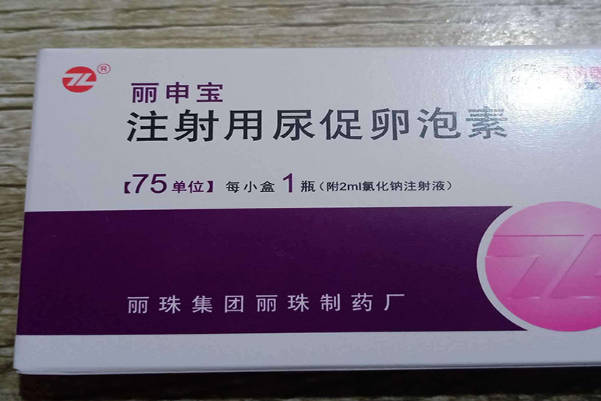 丽申宝
注射用尿促卵泡素
【75单位】每小盒1瓶(附2ml氯化钠注射液)
丽珠集团丽珠制药厂